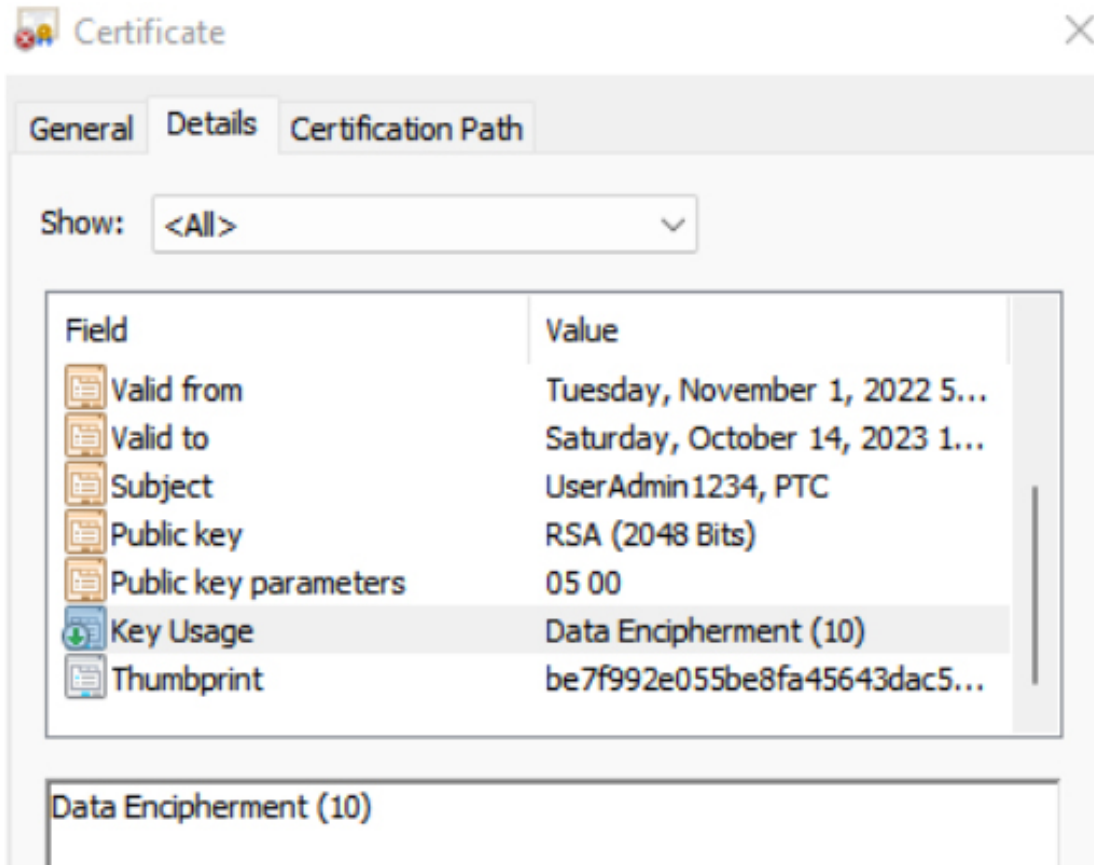 Certificate
General Details Certification Path
Show: <All>
Field Value
Valid from Tuesday, November 1, 2022 5...
Valid to Saturday, October 14, 2023 1...
Subject UserAdmin1234, PTC
Public key RSA (2048 Bits)
Public key parameters 05 00
Key Usage Data Encipherment (10)
Thumbprint be7f992e055be8fa45643dac5...
Data Encipherment (10)